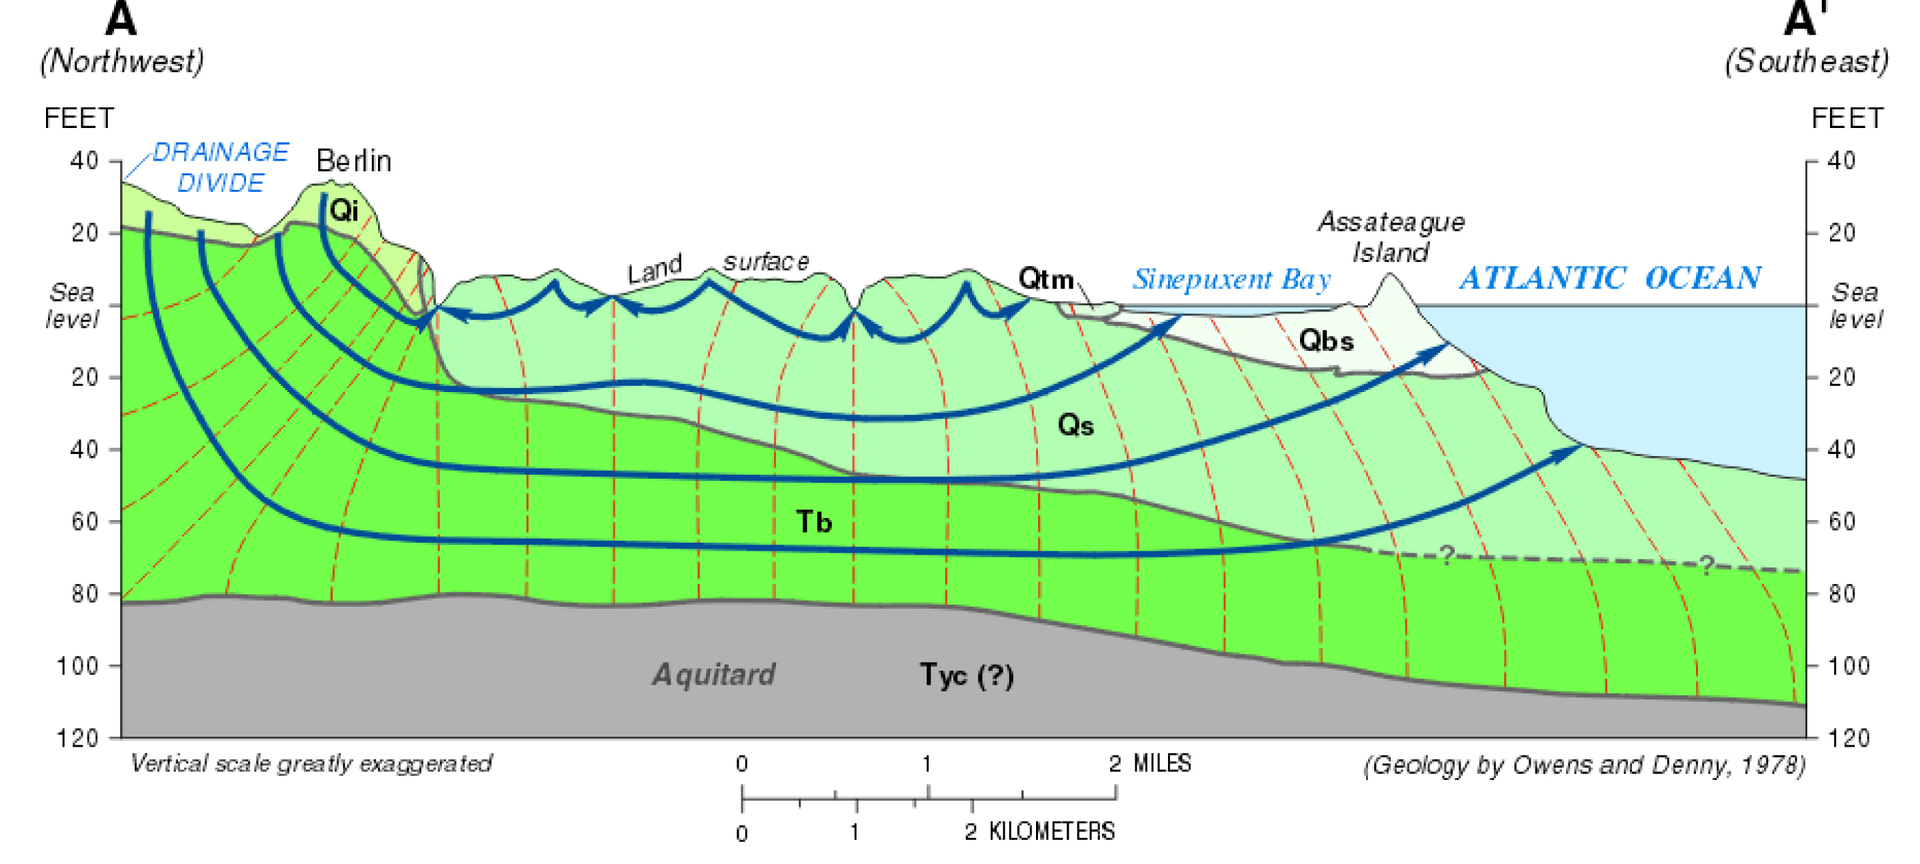 A
A'
(Northwest)
(Southeast)
FEET
FEET
DRAINAGE
DIVIDE
Berlin
40
40
Qi
20
20
Assateague
Island
Land surface
Qtm
Sinepuxent Bay
ATLANTIC OCEAN
Sea
level
Sea
level
Qbs
20
20
Qs
40
40
Tb
60
60
?
?
80
80
Aquitard
Tyc (?)
100
100
120
120
Vertical scale greatly exaggerated
0 1 2 MILES
(Geology by Owens and Denny, 1978)
0 1 2 KILOMETERS